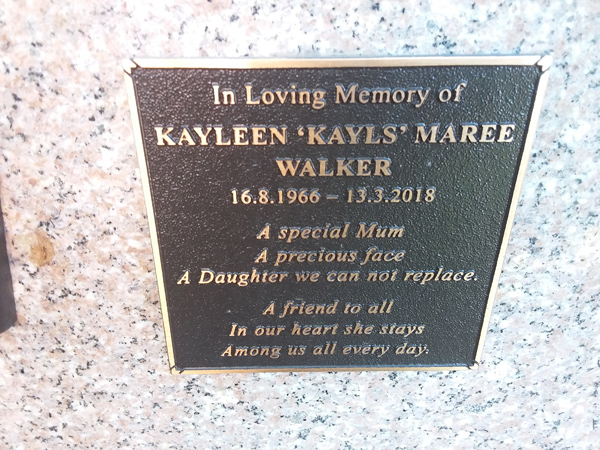 In Loving Memory of
KAYLEEN 'KAYLS' MAREE
WALKER
16.8.1966 – 13.3.2018
A special Mum
A precious face
A Daughter we can not replace.
A friend to all
In our heart she stays
Among us all every day.